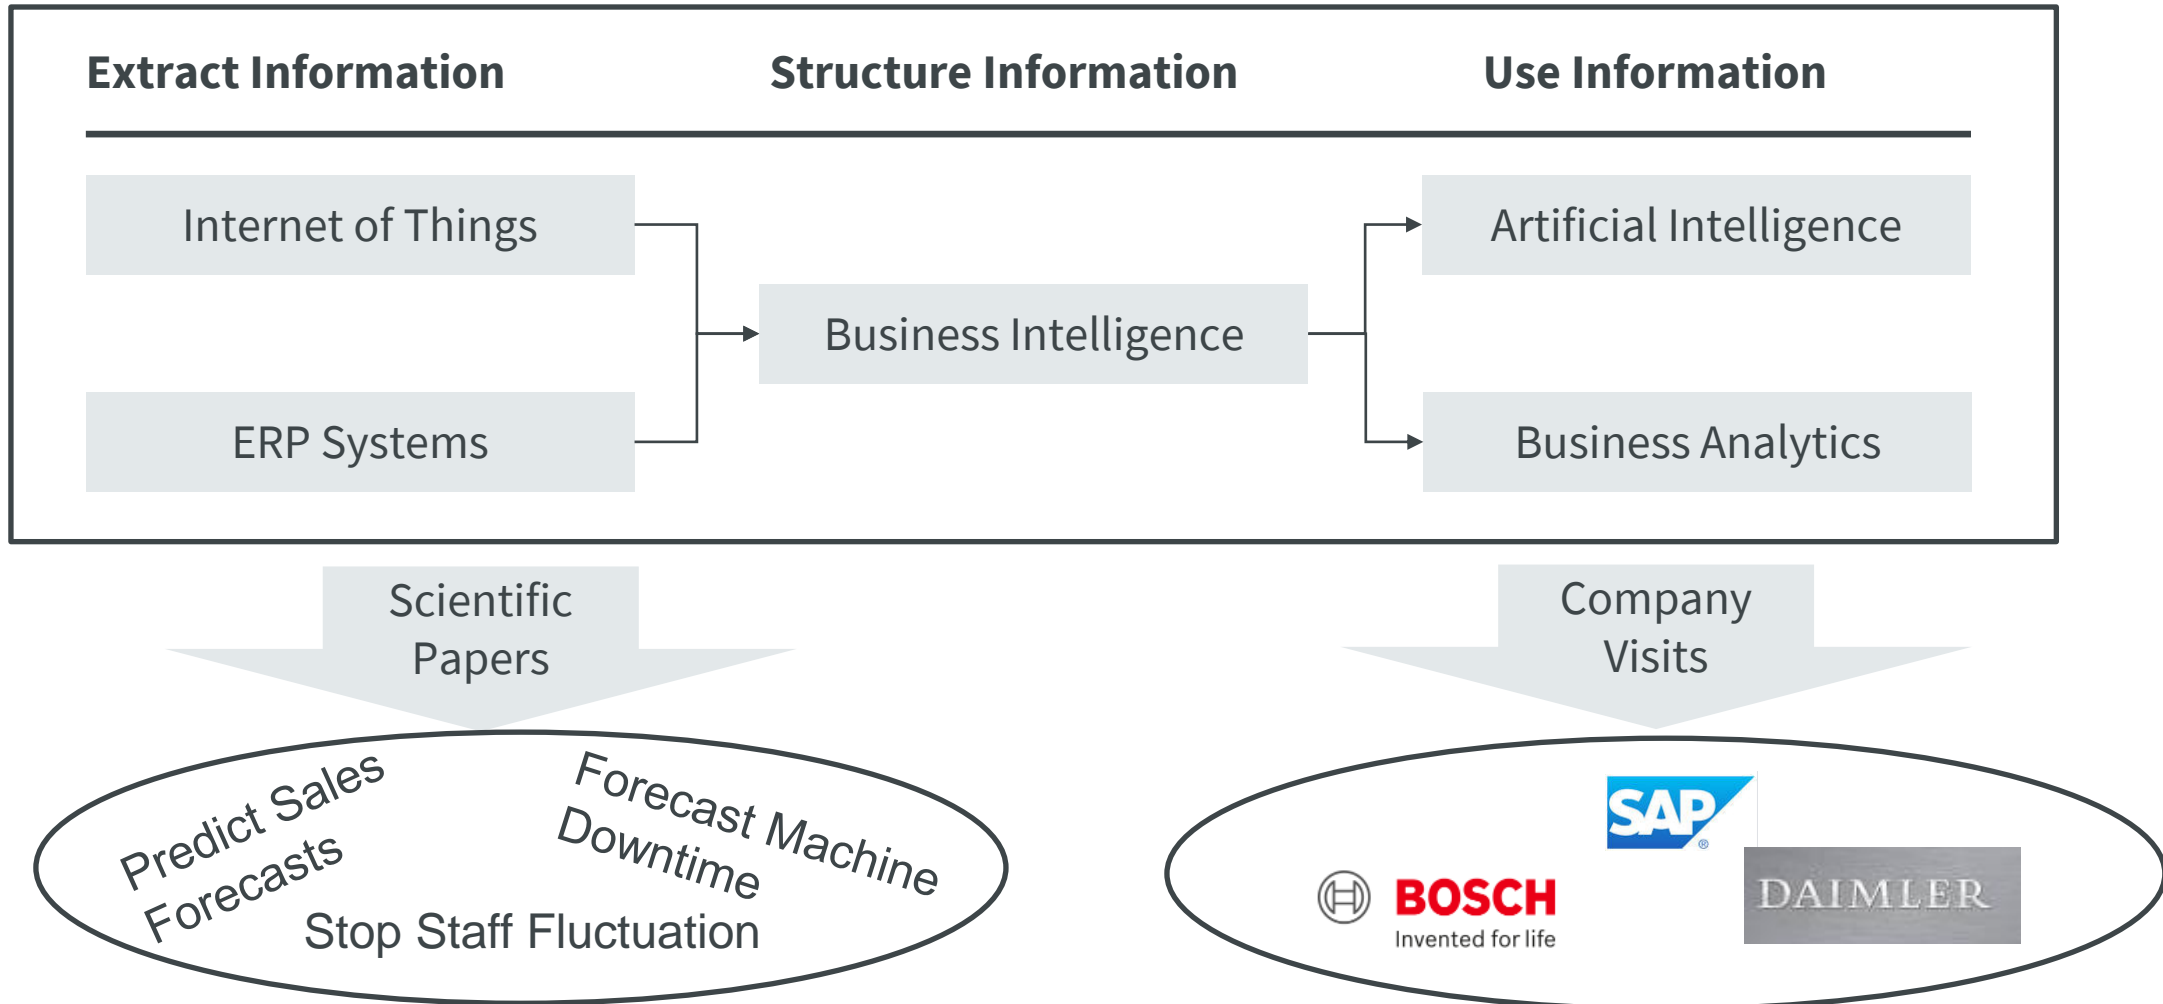 Extract Information
Structure Information
Use Information
Internet of Things
Artificial Intelligence
Business Intelligence
ERP Systems
Business Analytics
Scientific
Papers
Company
Visits
Predict Sales
Forecasts
Forecast Machine
Downtime
Stop Staff Fluctuation
SAP®
BOSCH
Invented for life
DAIMLER